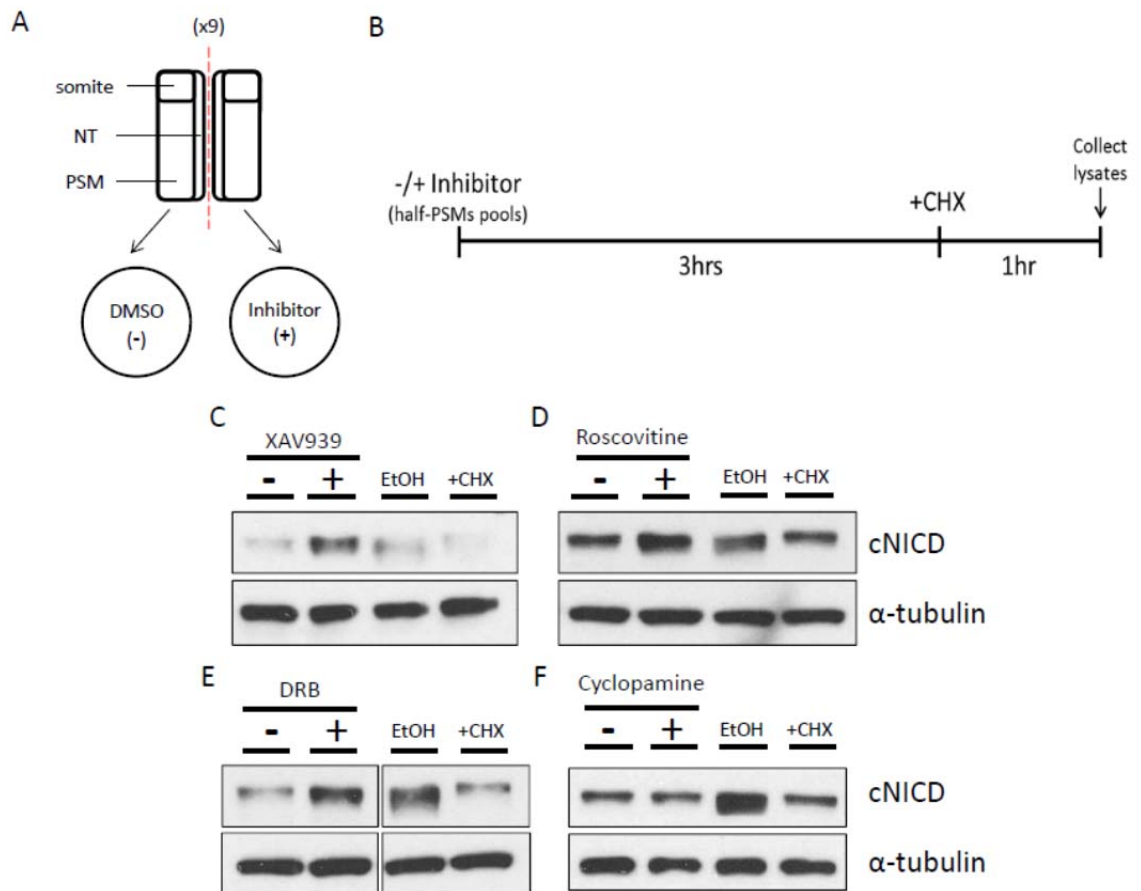 A
(x9)
somite
NT
PSM
DMSO
(-)
Inhibitor
(+)
B
-/+ Inhibitor
(half-PSMs pools)
+CHX
Collect
lysates
3hrs
1hr
C
XAV939
- + EtOH +CHX
D
Roscovitine
- + EtOH +CHX
cNICD
α-tubulin
E
DRB
- + EtOH +CHX
F
Cyclopamine
- + EtOH +CHX
cNICD
α-tubulin